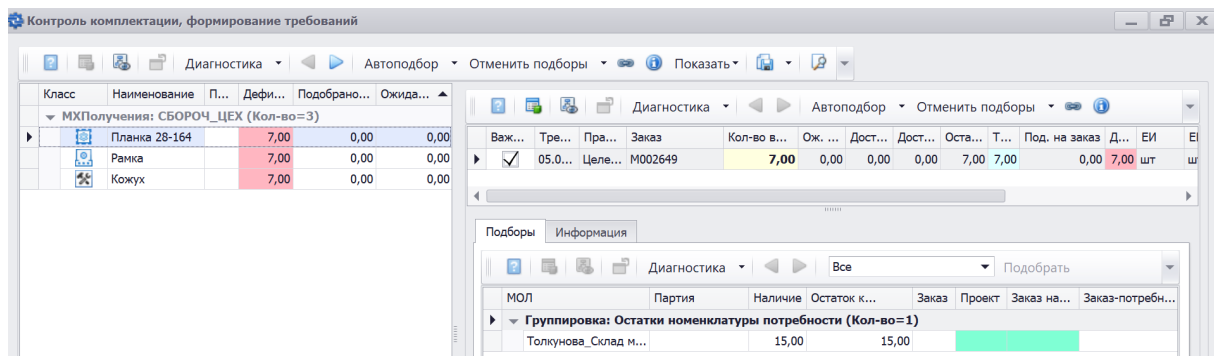 Контроль комплектации, формирование требований
Диагностика Автоподбор Отменить подборы Показать
Класс Наименование П... Дефи... Подобрано... Ожида...
МХПолучения: СБОРОЧ_ЦЕХ (Кол-во=3)
Планка 28-164 7,00 0,00 0,00
Рамка 7,00 0,00 0,00
Кожух 7,00 0,00 0,00
Диагностика Автоподбор Отменить подборы
Важ... Тре... Пра... Заказ Кол-во в... Ож. ... Дост... Дост... Оста... Т... Под. на заказ Д... ЕИ
05.0... Целе... М002649 7,00 0,00 0,00 0,00 7,00 7,00 0,00 7,00 шт
Подборы Информация
Диагностика Все Подобрать
МОЛ Партия Наличие Остаток к... Заказ Проект Заказ на... Заказ-потребн...
Группировка: Остатки номенклатуры потребности (Кол-во=1)
Толкунова_Склад м... 15,00 15,00